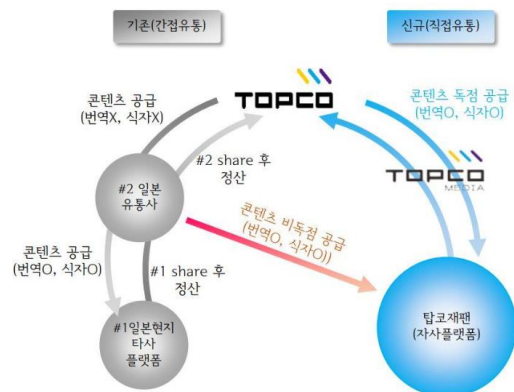 기존(간접유통)
신규(직접유통)
TOPCO
콘텐츠 공급
(번역X, 식자X)
콘텐츠 독점 공급
(번역O, 식자O)
#2 share 후
정산
TOPCO
MEDIA
#2 일본
유통사
콘텐츠 비독점 공급
(번역O, 식자O))
콘텐츠 공급
(번역O, 식자O)
#1 share 후
정산
#1일본현지
타사
플랫폼
탑코재팬
(자사플랫폼)